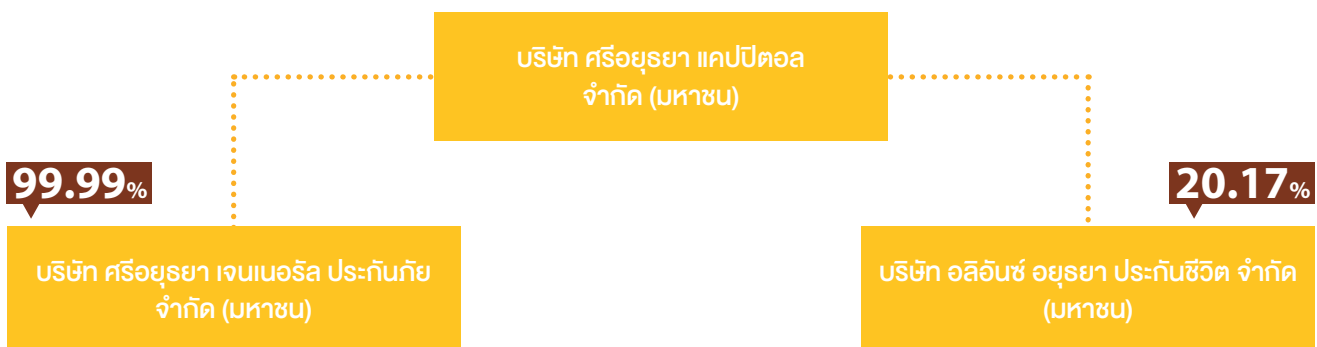 บริษัท ศรีอยุธยา แคปปิตอล
จำกัด (มหาชน)
99.99%
20.17%
บริษัท ศรีอยุธยา เจนเนอรัล ประกันภัย
จำกัด (มหาชน)
บริษัท อลิอันซ์ อยุธยา ประกันชีวิต จำกัด
(มหาชน)